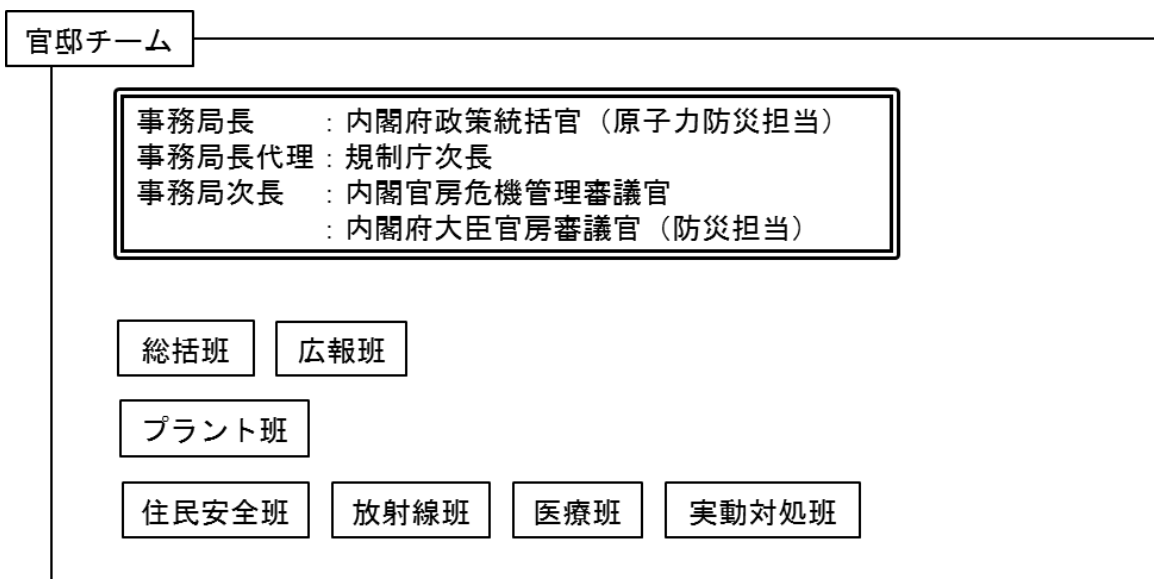 官邸チーム
事務局長　　：内閣府政策統括官（原子力防災担当）
事務局長代理：規制庁次長
事務局次長　：内閣官房危機管理審議官
：内閣府大臣官房審議官（防災担当）
総括班　広報班
プラント班
住民安全班　放射線班　医療班　実動対処班